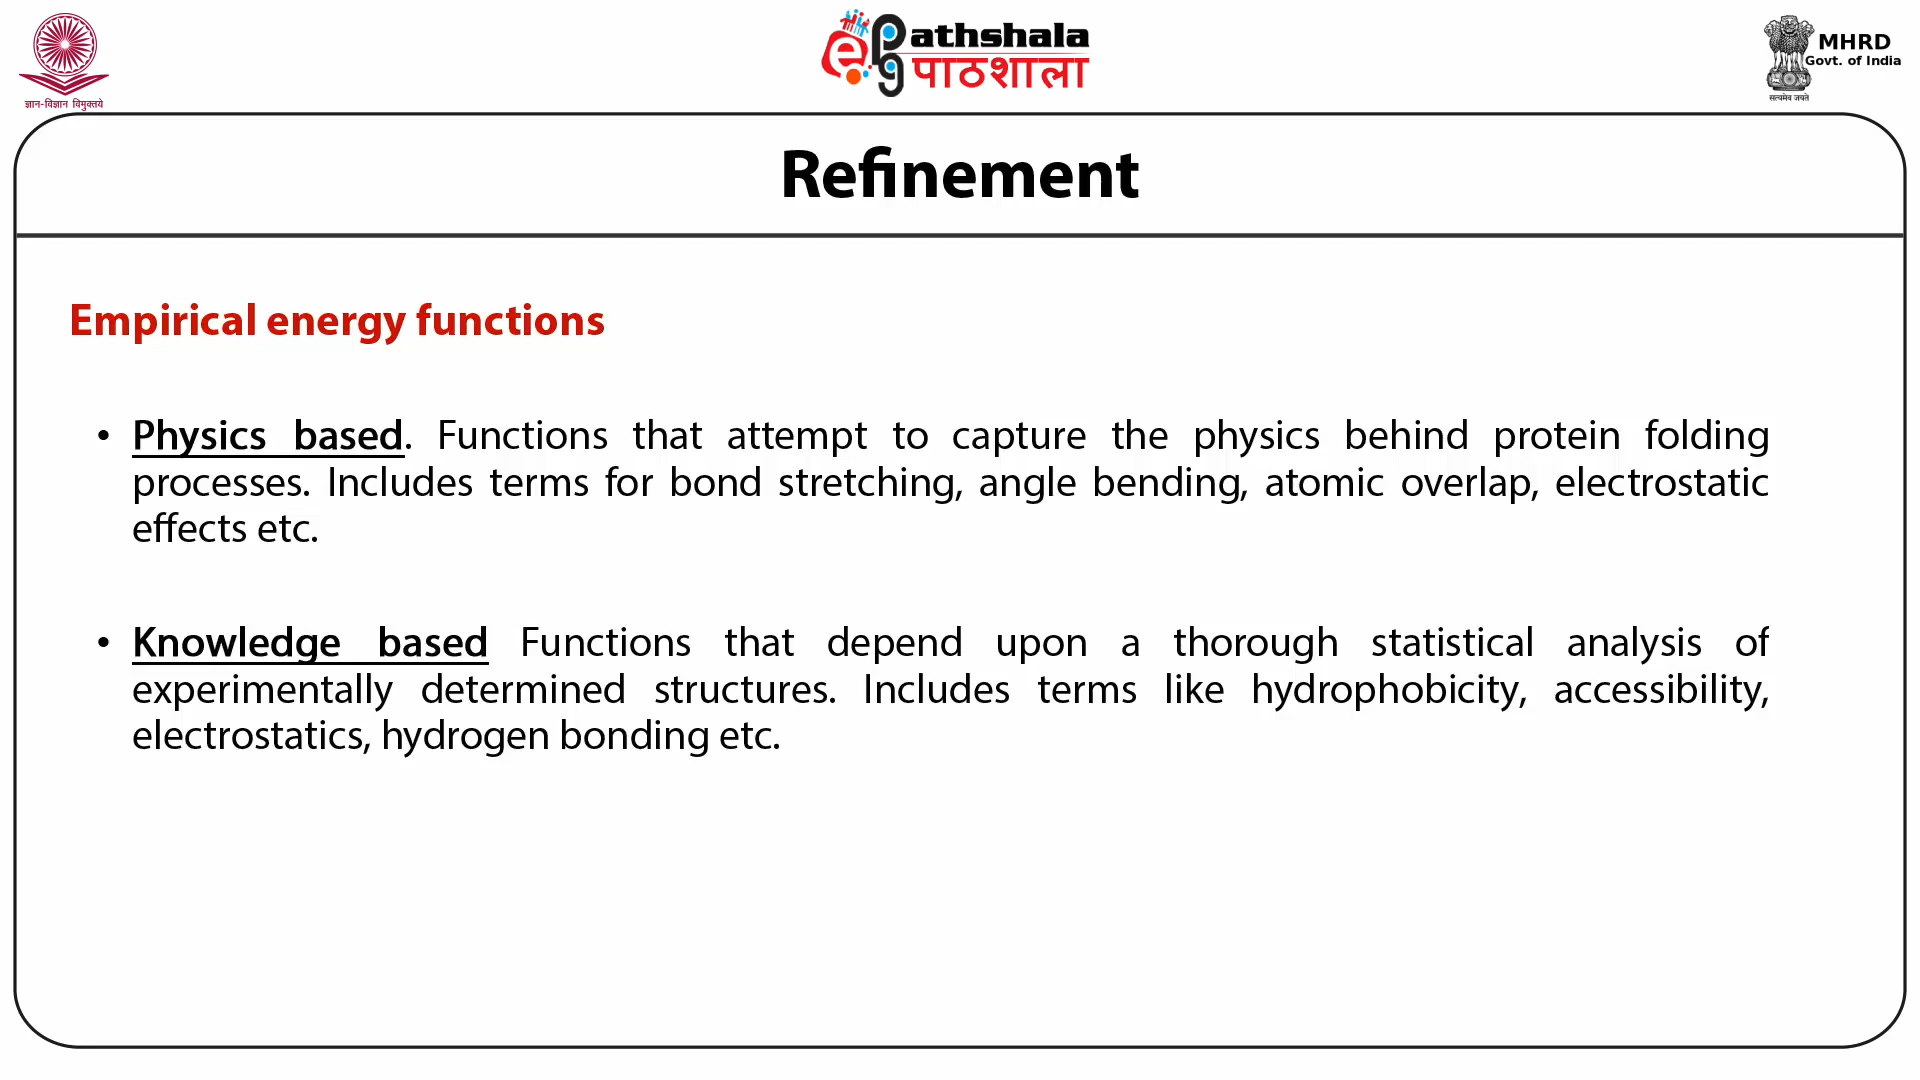 ज्ञान-विज्ञान विमुक्तये
e Pathshala
पाठशाला
MHRD
Govt. of India
सत्यमेव जयते
Refinement
Empirical energy functions
• Physics based. Functions that attempt to capture the physics behind protein folding
processes. Includes terms for bond stretching, angle bending, atomic overlap, electrostatic
effects etc.
• Knowledge based Functions that depend upon a thorough statistical analysis of
experimentally determined structures. Includes terms like hydrophobicity, accessibility,
electrostatics, hydrogen bonding etc.